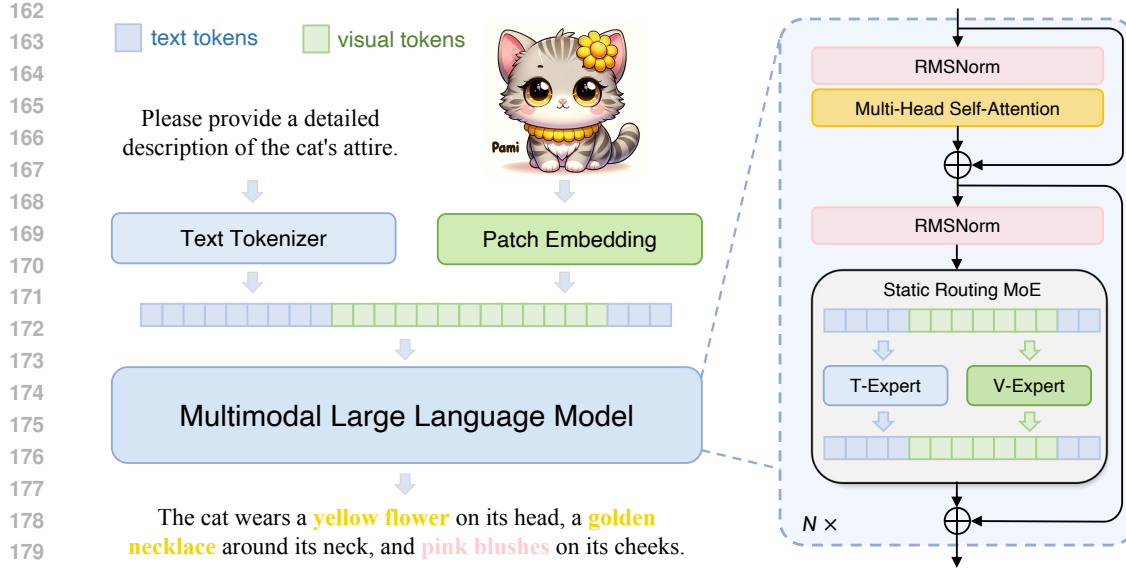 162
163
164
165
166
167
168
169
170
171
172
173
174
175
176
177
178
179
text tokens
visual tokens
Please provide a detailed
description of the cat's attire.
Pami
Text Tokenizer
Patch Embedding
Multimodal Large Language Model
The cat wears a yellow flower on its head, a golden
necklace around its neck, and pink blushes on its cheeks.
RMSNorm
Multi-Head Self-Attention
RMSNorm
Static Routing MoE
T-Expert
V-Expert
N ×